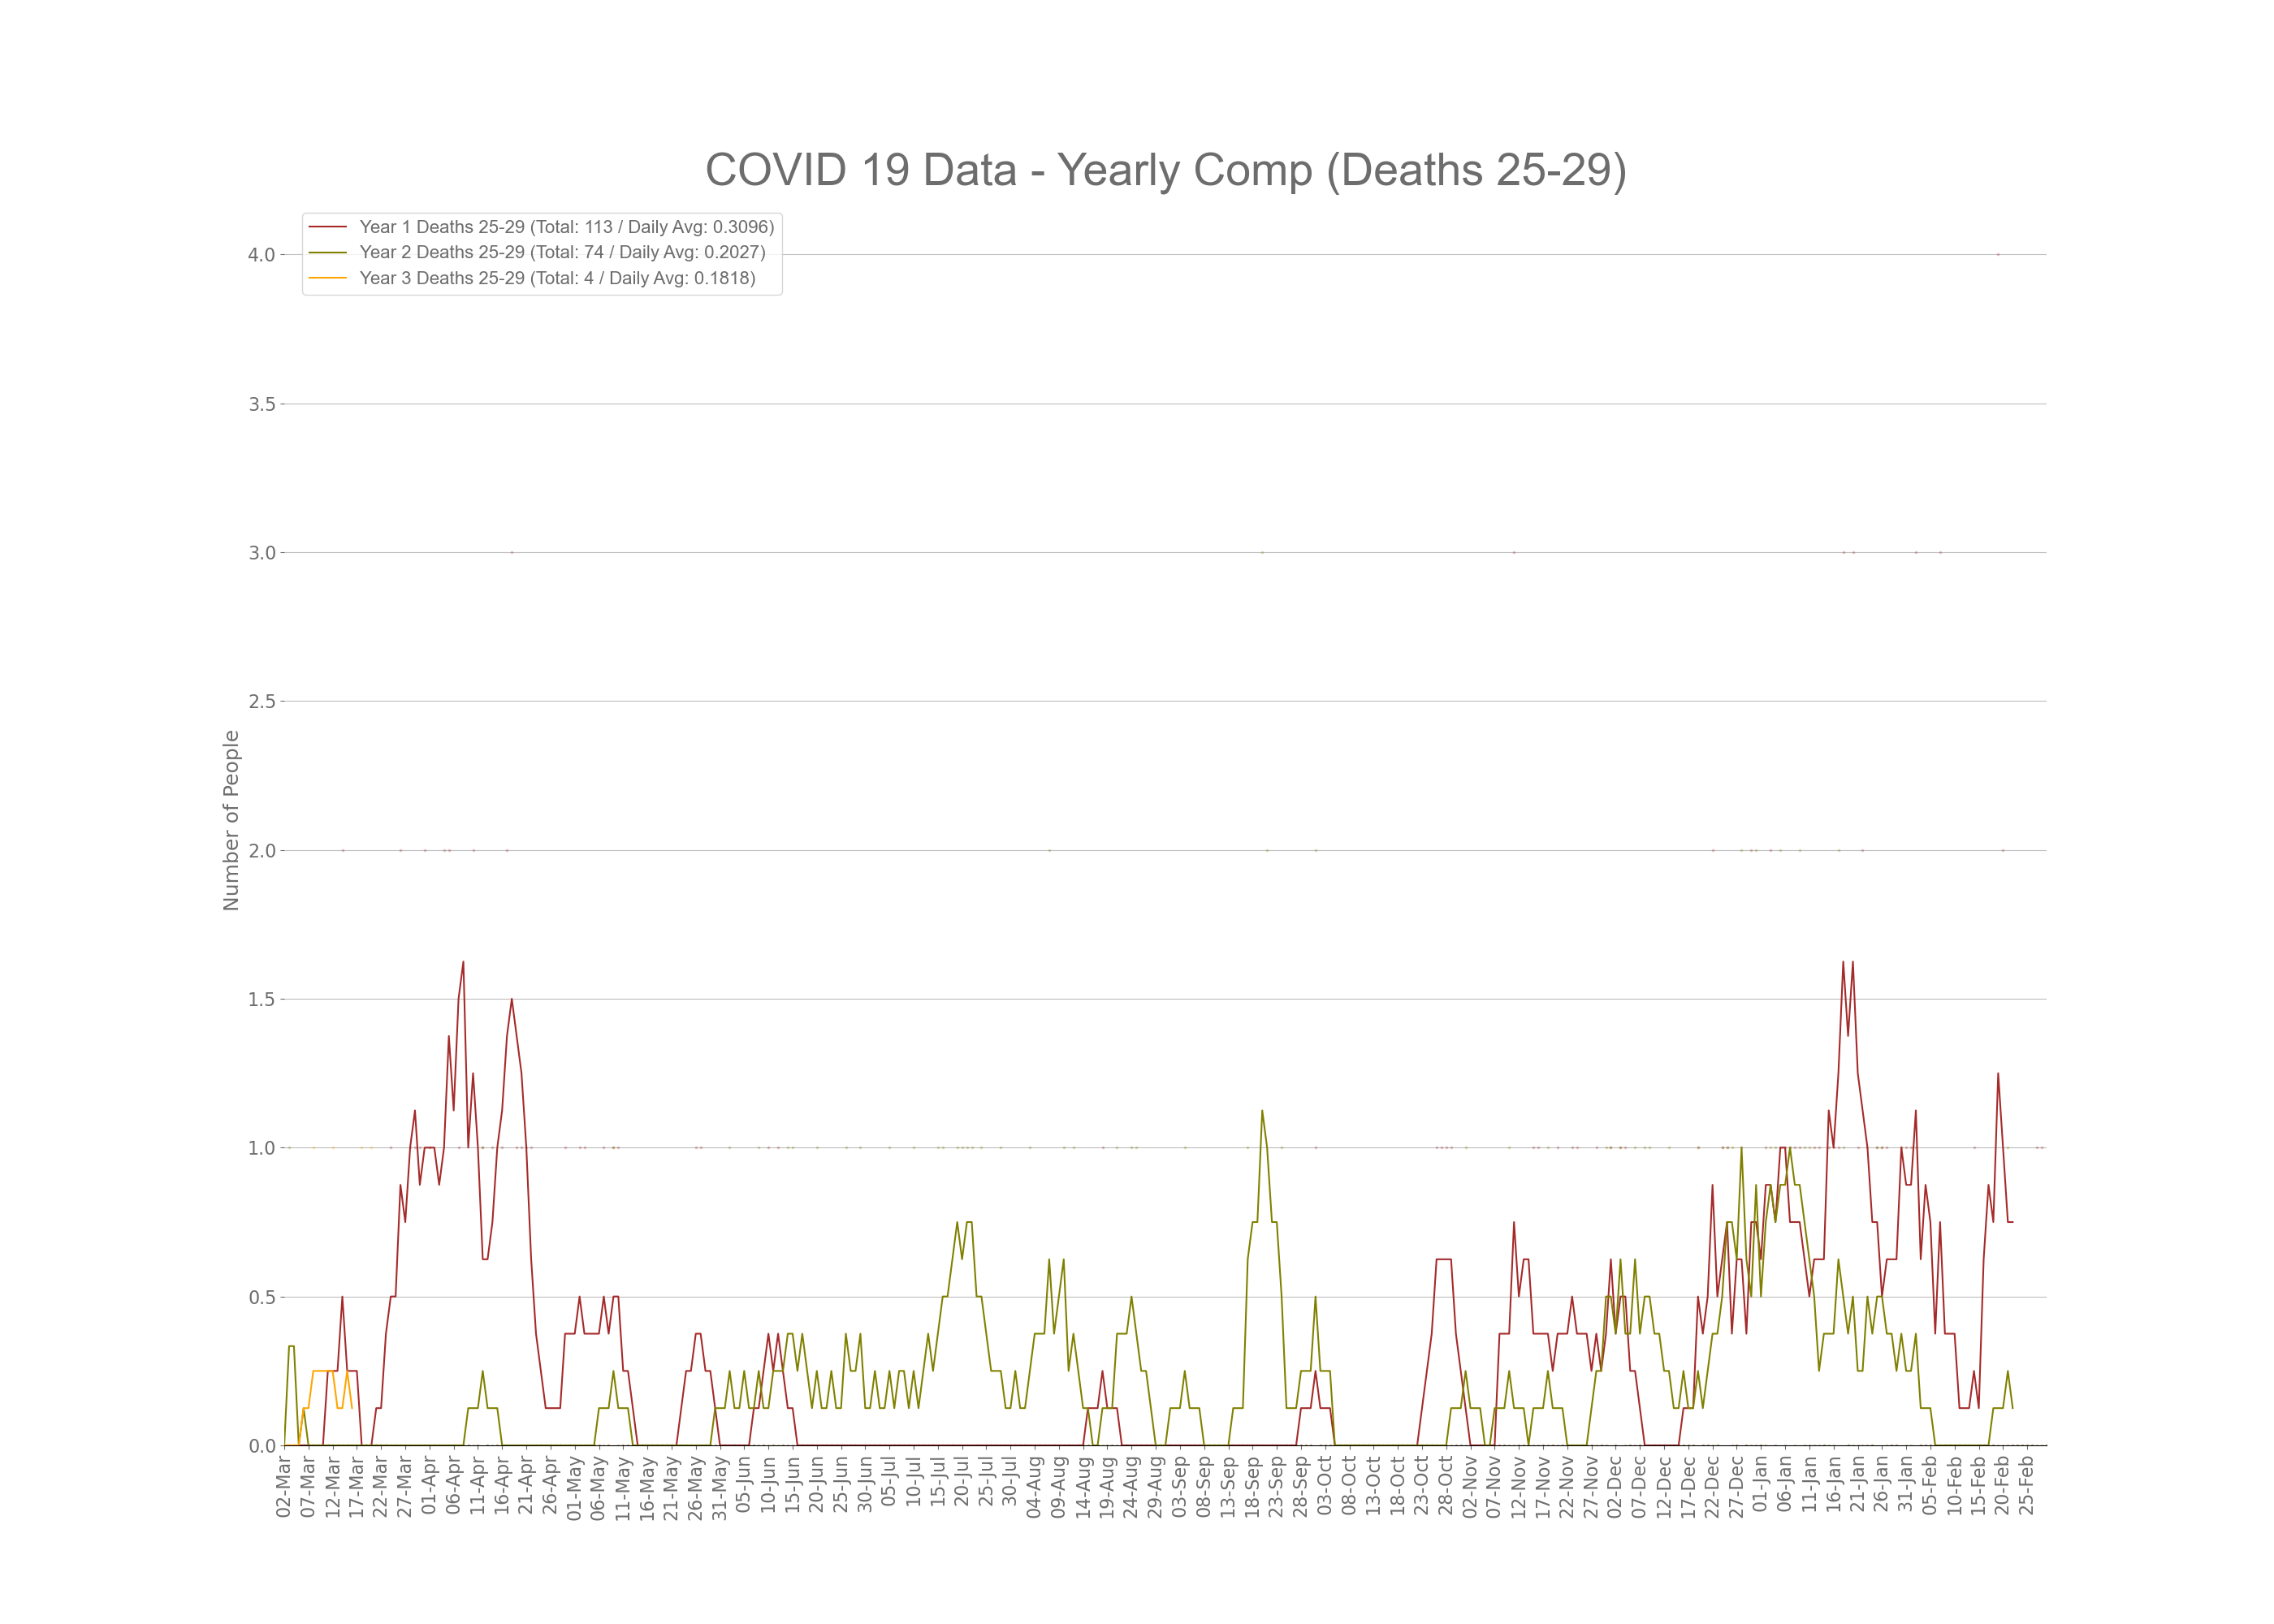 COVID 19 Data - Yearly Comp (Deaths 25-29)
Year 1 Deaths 25-29 (Total: 113 / Daily Avg: 0.3096)
Year 2 Deaths 25-29 (Total: 74 / Daily Avg: 0.2027)
Year 3 Deaths 25-29 (Total: 4 / Daily Avg: 0.1818)
Number of People
4.0
3.5
3.0
2.5
2.0
1.5
1.0
0.5
0.0
02-Mar
07-Mar
12-Mar
17-Mar
22-Mar
27-Mar
01-Apr
06-Apr
11-Apr
16-Apr
21-Apr
26-Apr
01-May
06-May
11-May
16-May
21-May
26-May
31-May
05-Jun
10-Jun
15-Jun
20-Jun
25-Jun
30-Jun
05-Jul
10-Jul
15-Jul
20-Jul
25-Jul
30-Jul
04-Aug
09-Aug
14-Aug
19-Aug
24-Aug
29-Aug
03-Sep
08-Sep
13-Sep
18-Sep
23-Sep
28-Sep
03-Oct
08-Oct
13-Oct
18-Oct
23-Oct
28-Oct
02-Nov
07-Nov
12-Nov
17-Nov
22-Nov
27-Nov
02-Dec
07-Dec
12-Dec
17-Dec
22-Dec
27-Dec
01-Jan
06-Jan
11-Jan
16-Jan
21-Jan
26-Jan
31-Jan
05-Feb
10-Feb
15-Feb
20-Feb
25-Feb